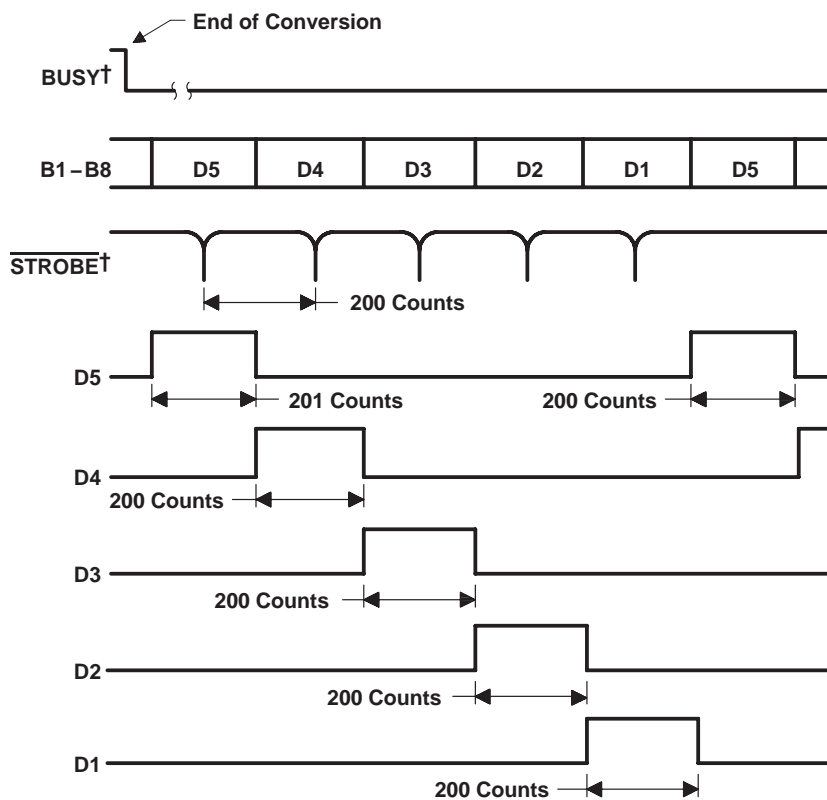 End of Conversion
BUSY†
B1–B8 D5 D4 D3 D2 D1 D5
STROBE†
200 Counts
D5
201 Counts 200 Counts
D4
200 Counts
D3
200 Counts
D2
200 Counts
D1
200 Counts